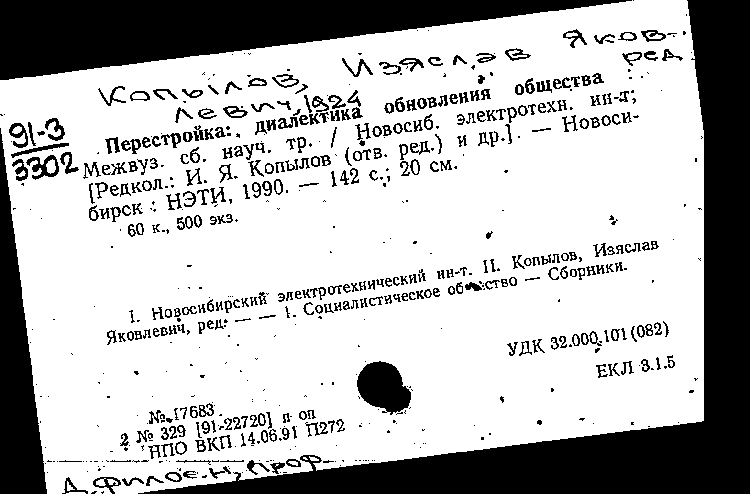 Копылов, Изяслав Яков-
левич, 1924 ред
91-3
3302
Перестройка: диалектика обновления общества :
Межвуз. сб. науч. тр. / Новосиб. электротехн. ин-т;
[Редкол.: И. Я. Копылов (отв. ред.) и др.]. — Новоси-
бирск : НЭТИ, 1990. — 142 с.; 20 см.
60 к., 500 экз.
I. Новосибирский электротехнический ин-т. II. Копылов, Изяслав
Яковлевич, ред. — — 1. Социалистическое общество — Сборники.
УДК 32.000.101(082)
ЕКЛ 3.1.5
№ 17683
2 № 329 [91-22720] п оп
НПО ВКП 14.06.91 П272
Д. филос. н, проф.